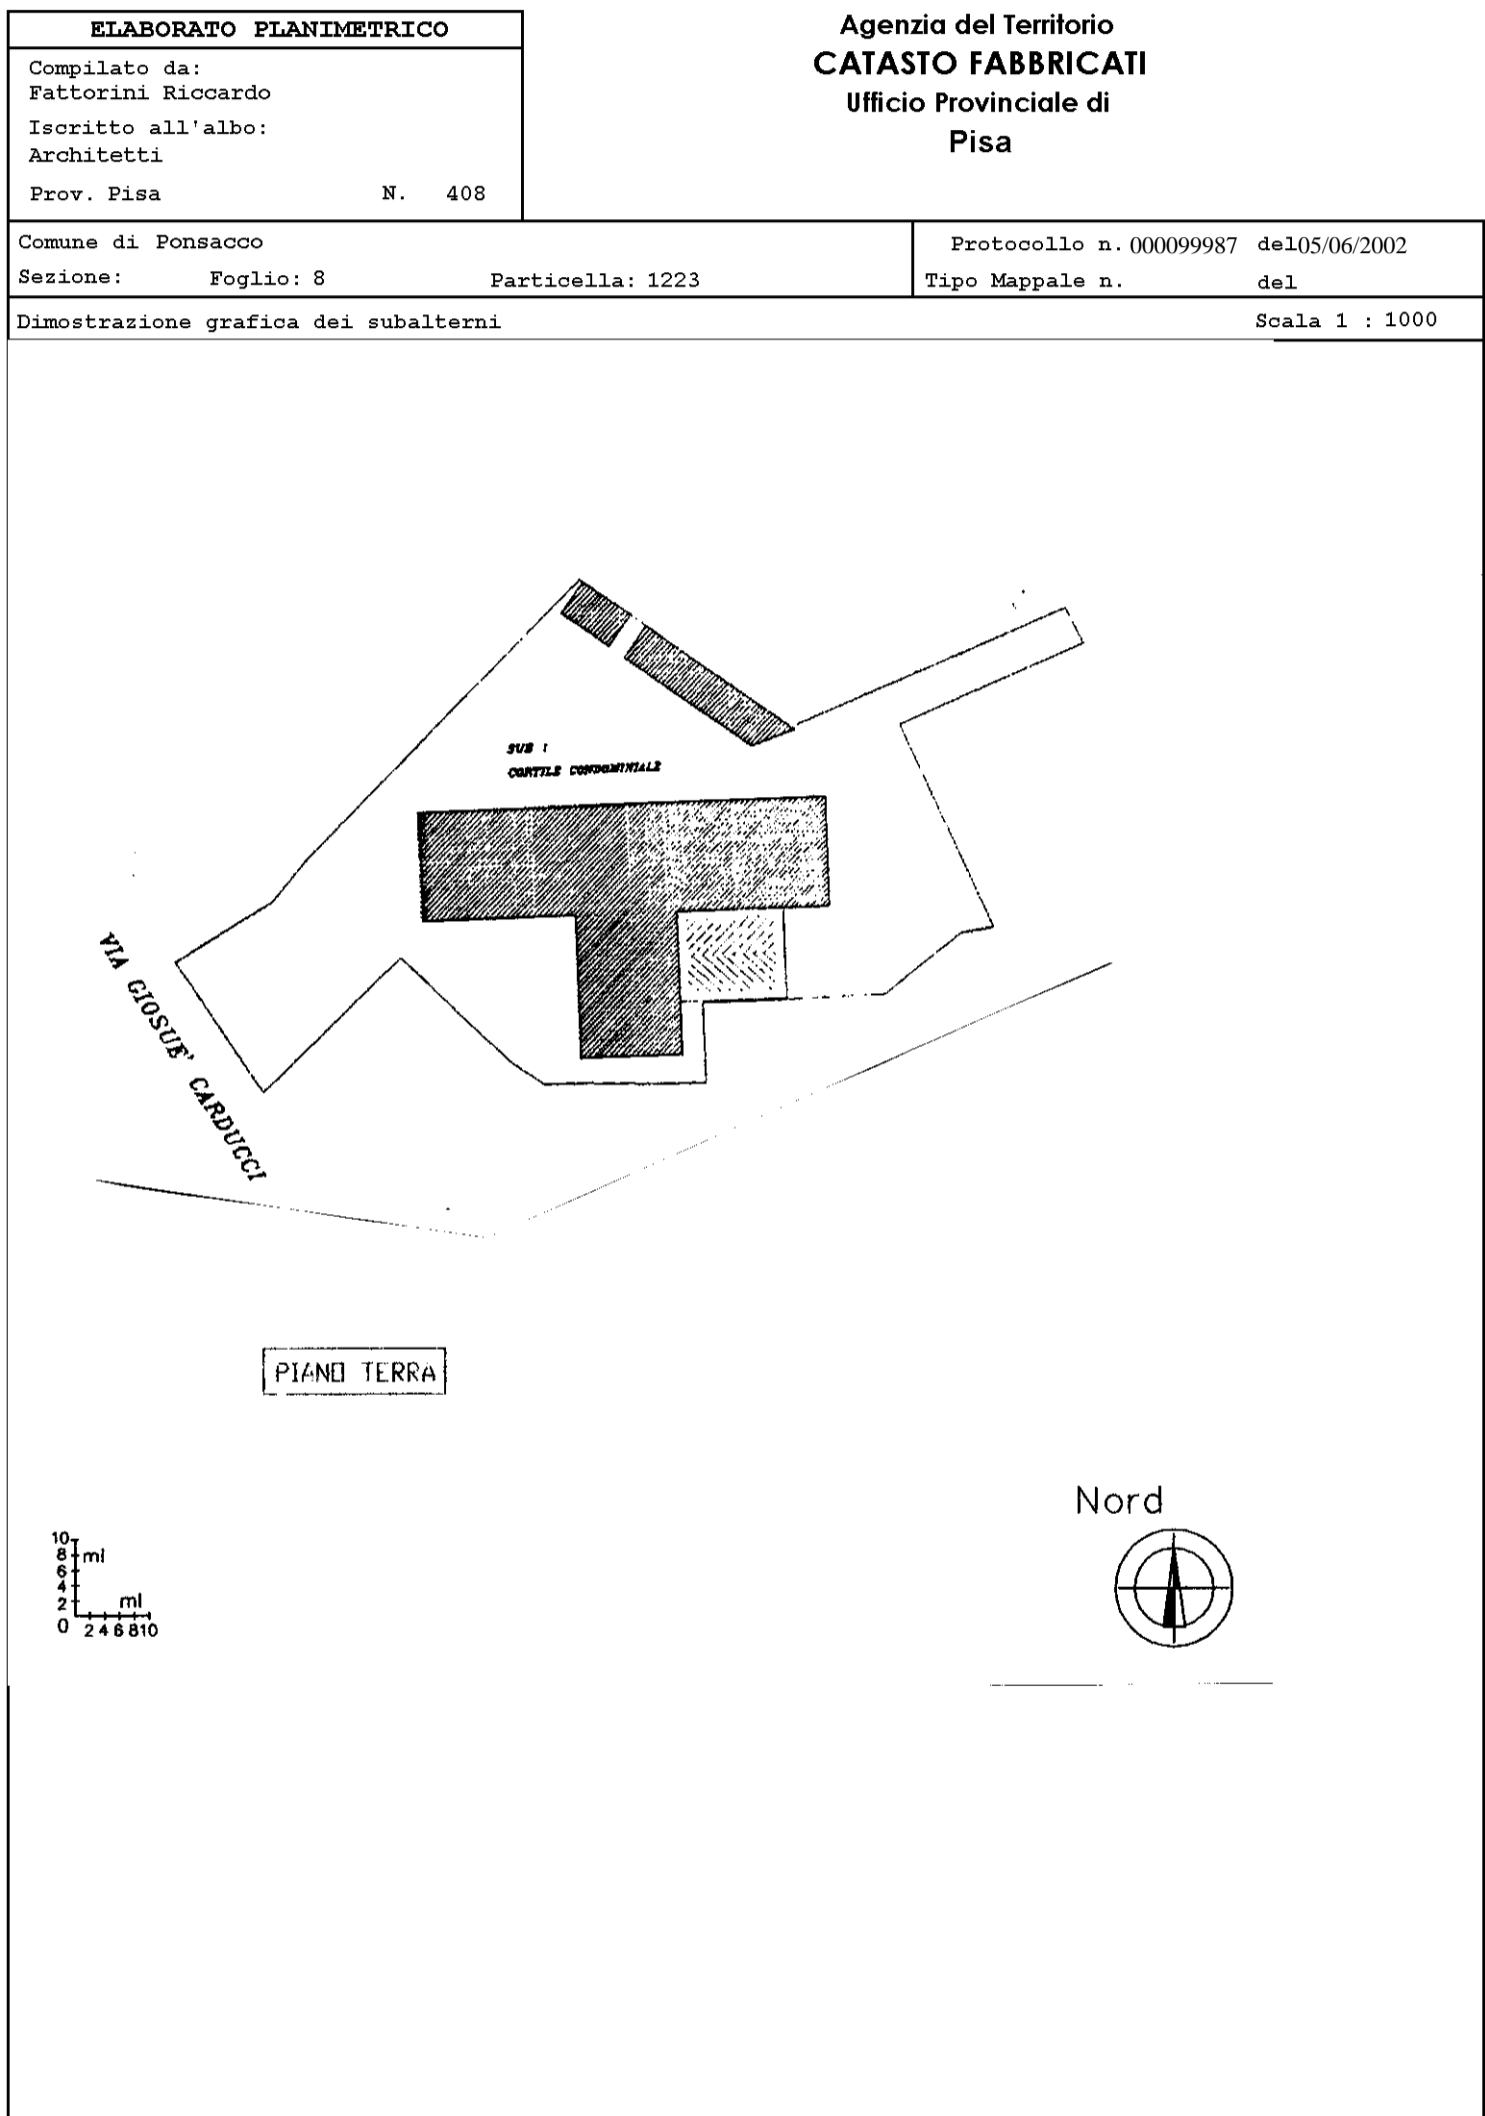 ELABORATO PLANIMETRICO
Compilato da:
Fattorini Riccardo
Iscritto all'albo:
Architetti
Prov. Pisa N. 408
Agenzia del Territorio
CATASTO FABBRICATI
Ufficio Provinciale di
Pisa
Comune di Ponsacco
Sezione: Foglio: 8 Particella: 1223
Protocollo n. 000099987 del 05/06/2002
Tipo Mappale n. del
Dimostrazione grafica dei subalterni Scala 1 : 1000
SUB 1
CORTILE CONDOMINIALE
VIA GIOSUE' CARDUCCI
PIANO TERRA
Nord
10
8 ml
6
4
2 ml
0 2 4 6 8 10